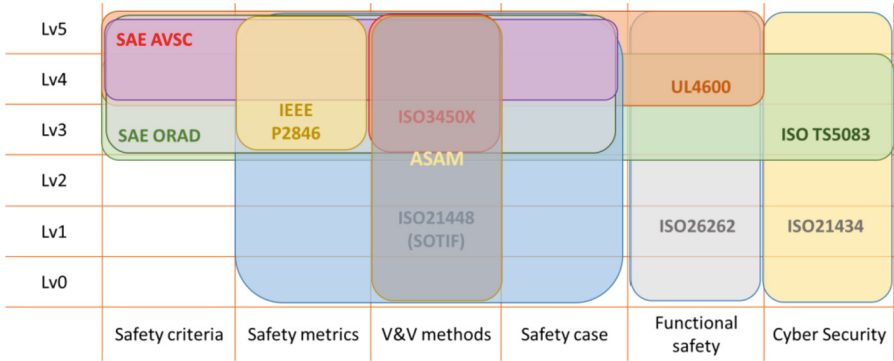 Lv5
SAE AVSC
Lv4
UL4600
IEEE
P2846
ISO3450X
Lv3
SAE ORAD
ISO TS5083
ASAM
Lv2
ISO21448
(SOTIF)
Lv1
ISO26262
ISO21434
Lv0
Safety criteria
Safety metrics
V&V methods
Safety case
Functional
safety
Cyber Security